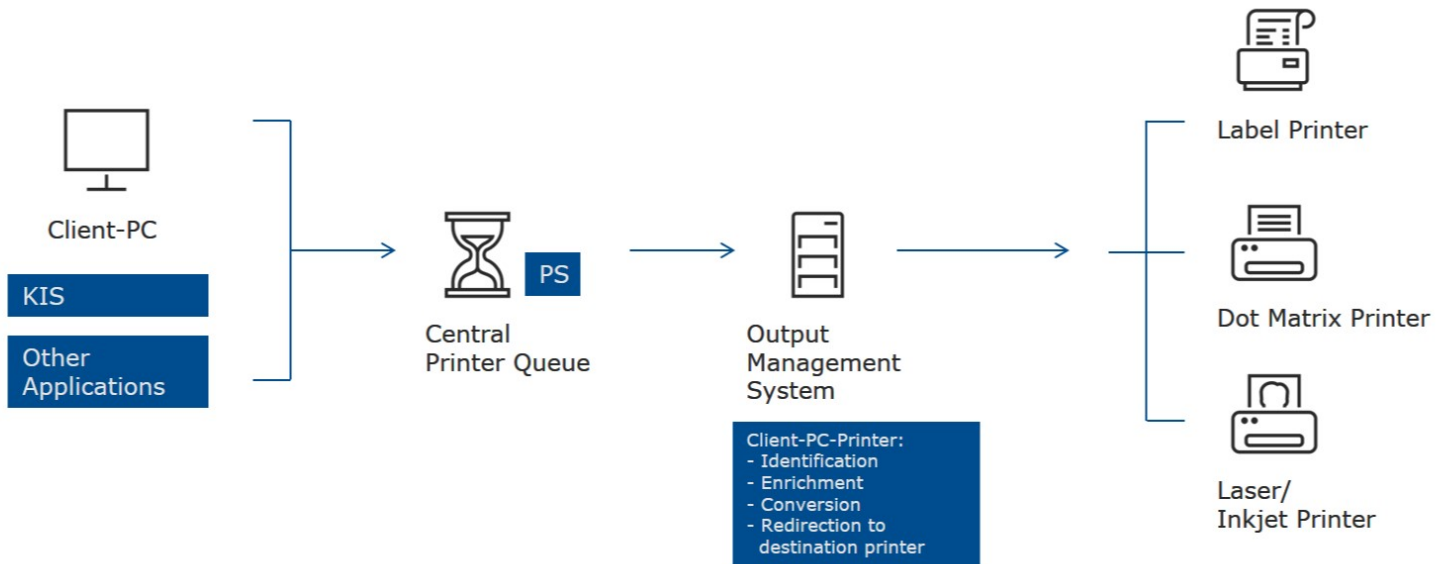 Client-PC
KIS
Other
Applications
PS
Central
Printer Queue
Output
Management
System
Client-PC-Printer:
- Identification
- Enrichment
- Conversion
- Redirection to
destination printer
Label Printer
Dot Matrix Printer
Laser/
Inkjet Printer